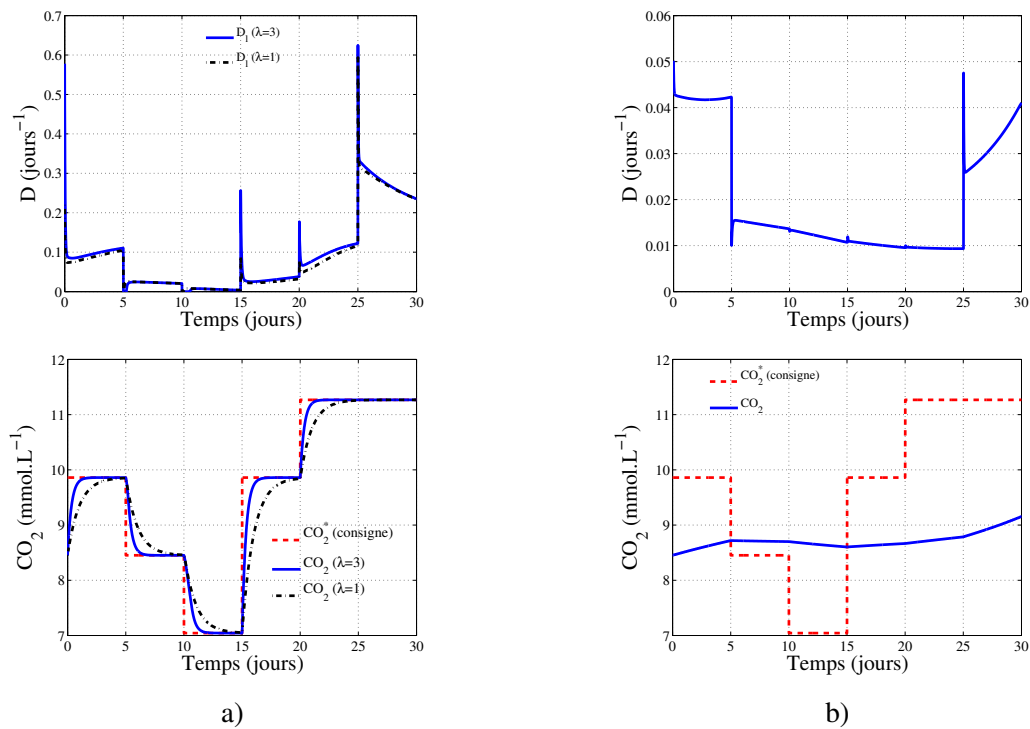 0.7
0.6
0.5
0.4
0.3
0.2
0.1
0
0 5 10 15 20 25 30
D (jours⁻¹)
Temps (jours)
D₁ (λ=3)
D₁ (λ=1)
0.06
0.05
0.04
0.03
0.02
0.01
0
0 5 10 15 20 25 30
D (jours⁻¹)
Temps (jours)
12
11
10
9
8
7
0 5 10 15 20 25 30
CO₂ (mmol.L⁻¹)
Temps (jours)
CO₂* (consigne)
CO₂ (λ=3)
CO₂ (λ=1)
12
11
10
9
8
7
0 5 10 15 20 25 30
CO₂ (mmol.L⁻¹)
Temps (jours)
CO₂* (consigne)
CO₂
a)
b)